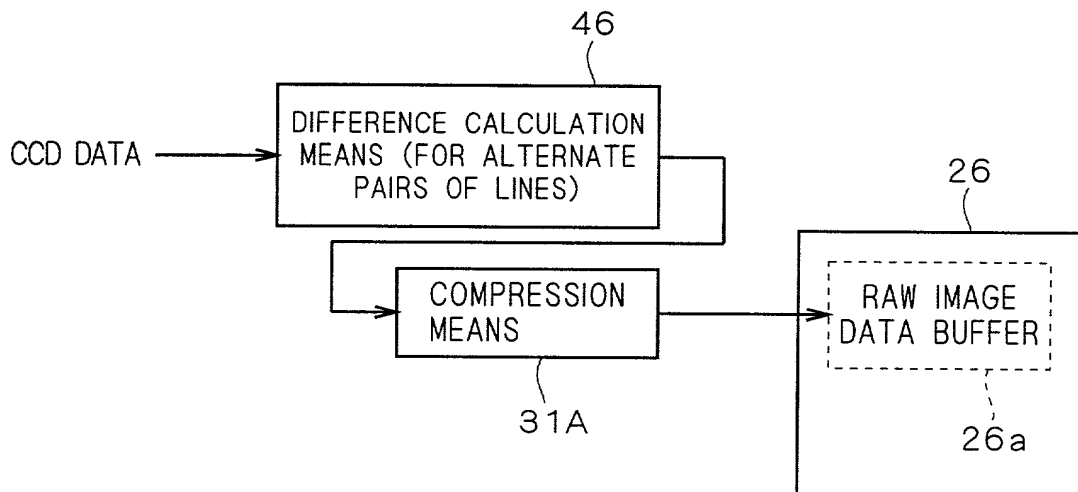 46
CCD DATA
DIFFERENCE CALCULATION
MEANS (FOR ALTERNATE
PAIRS OF LINES)
26
COMPRESSION
MEANS
RAW IMAGE
DATA BUFFER
31A
26a